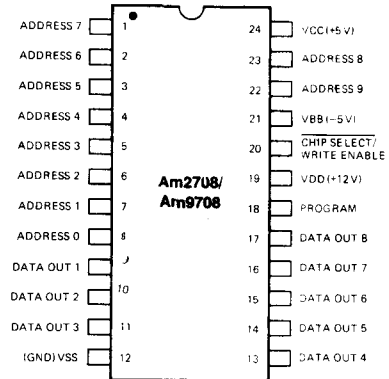 ADDRESS 7 1
ADDRESS 6 2
ADDRESS 5 3
ADDRESS 4 4
ADDRESS 3 5
ADDRESS 2 6
ADDRESS 1 7
ADDRESS 0 8
DATA OUT 1 9
DATA OUT 2 10
DATA OUT 3 11
(GND) VSS 12
Am2708/
Am9708
24 VCC (+5 V)
23 ADDRESS 8
22 ADDRESS 9
21 VBB (−5 V)
20 CHIP SELECT/
WRITE ENABLE
19 VDD (+12 V)
18 PROGRAM
17 DATA OUT 8
16 DATA OUT 7
15 DATA OUT 6
14 DATA OUT 5
13 DATA OUT 4